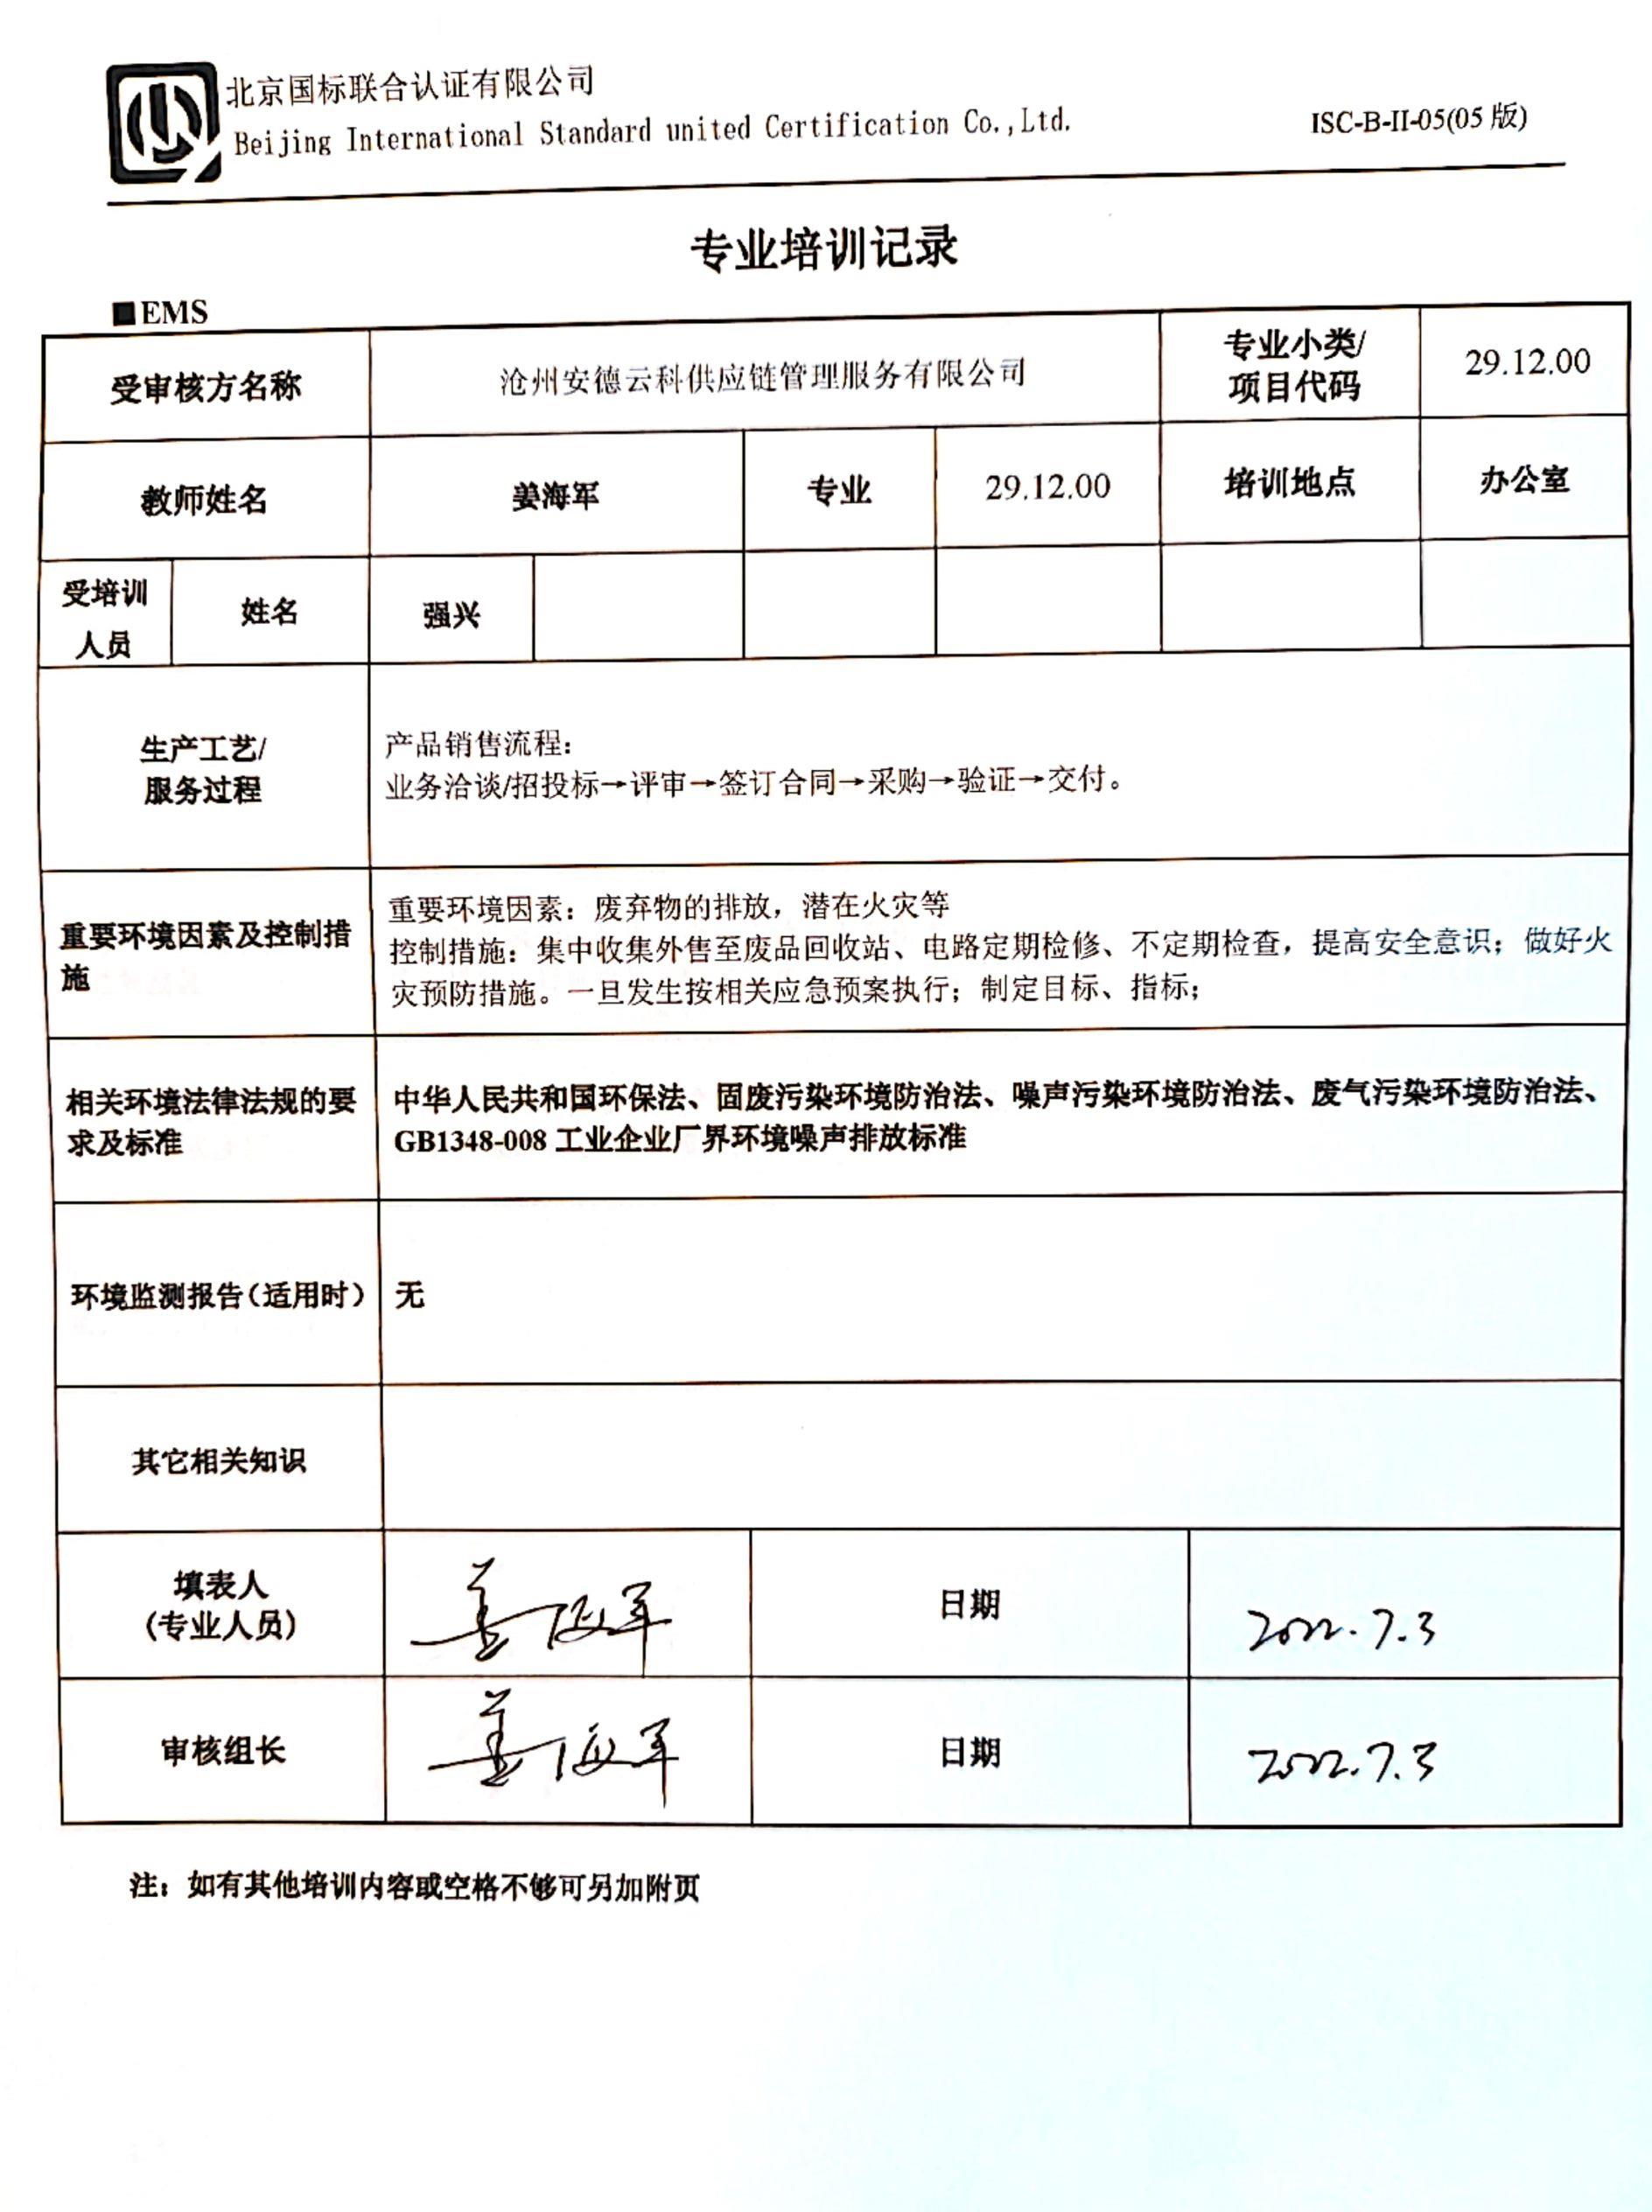 北京国标联合认证有限公司
Beijing International Standard united Certification Co.,Ltd.
ISC-B-II-05(05版)
专业培训记录
■EMS
受审核方名称 沧州安德云科供应链管理服务有限公司 专业小类/
项目代码 29.12.00
教师姓名 姜海军 专业 29.12.00 培训地点 办公室
受培训
人员 姓名 强兴
生产工艺/
服务过程
产品销售流程：
业务洽谈/招投标→评审→签订合同→采购→验证→交付。
重要环境因素及控制措
施
重要环境因素：废弃物的排放，潜在火灾等
控制措施：集中收集外售至废品回收站、电路定期检修、不定期检查，提高安全意识；做好火
灾预防措施。一旦发生按相关应急预案执行；制定目标、指标；
相关环境法律法规的要
求及标准
中华人民共和国环保法、固废污染环境防治法、噪声污染环境防治法、废气污染环境防治法、
GB1348-008 工业企业厂界环境噪声排放标准
环境监测报告（适用时） 无
其它相关知识
填表人
（专业人员） 姜海军 日期 2022.7.3
审核组长 姜海军 日期 2022.7.3
注：如有其他培训内容或空格不够可另加附页